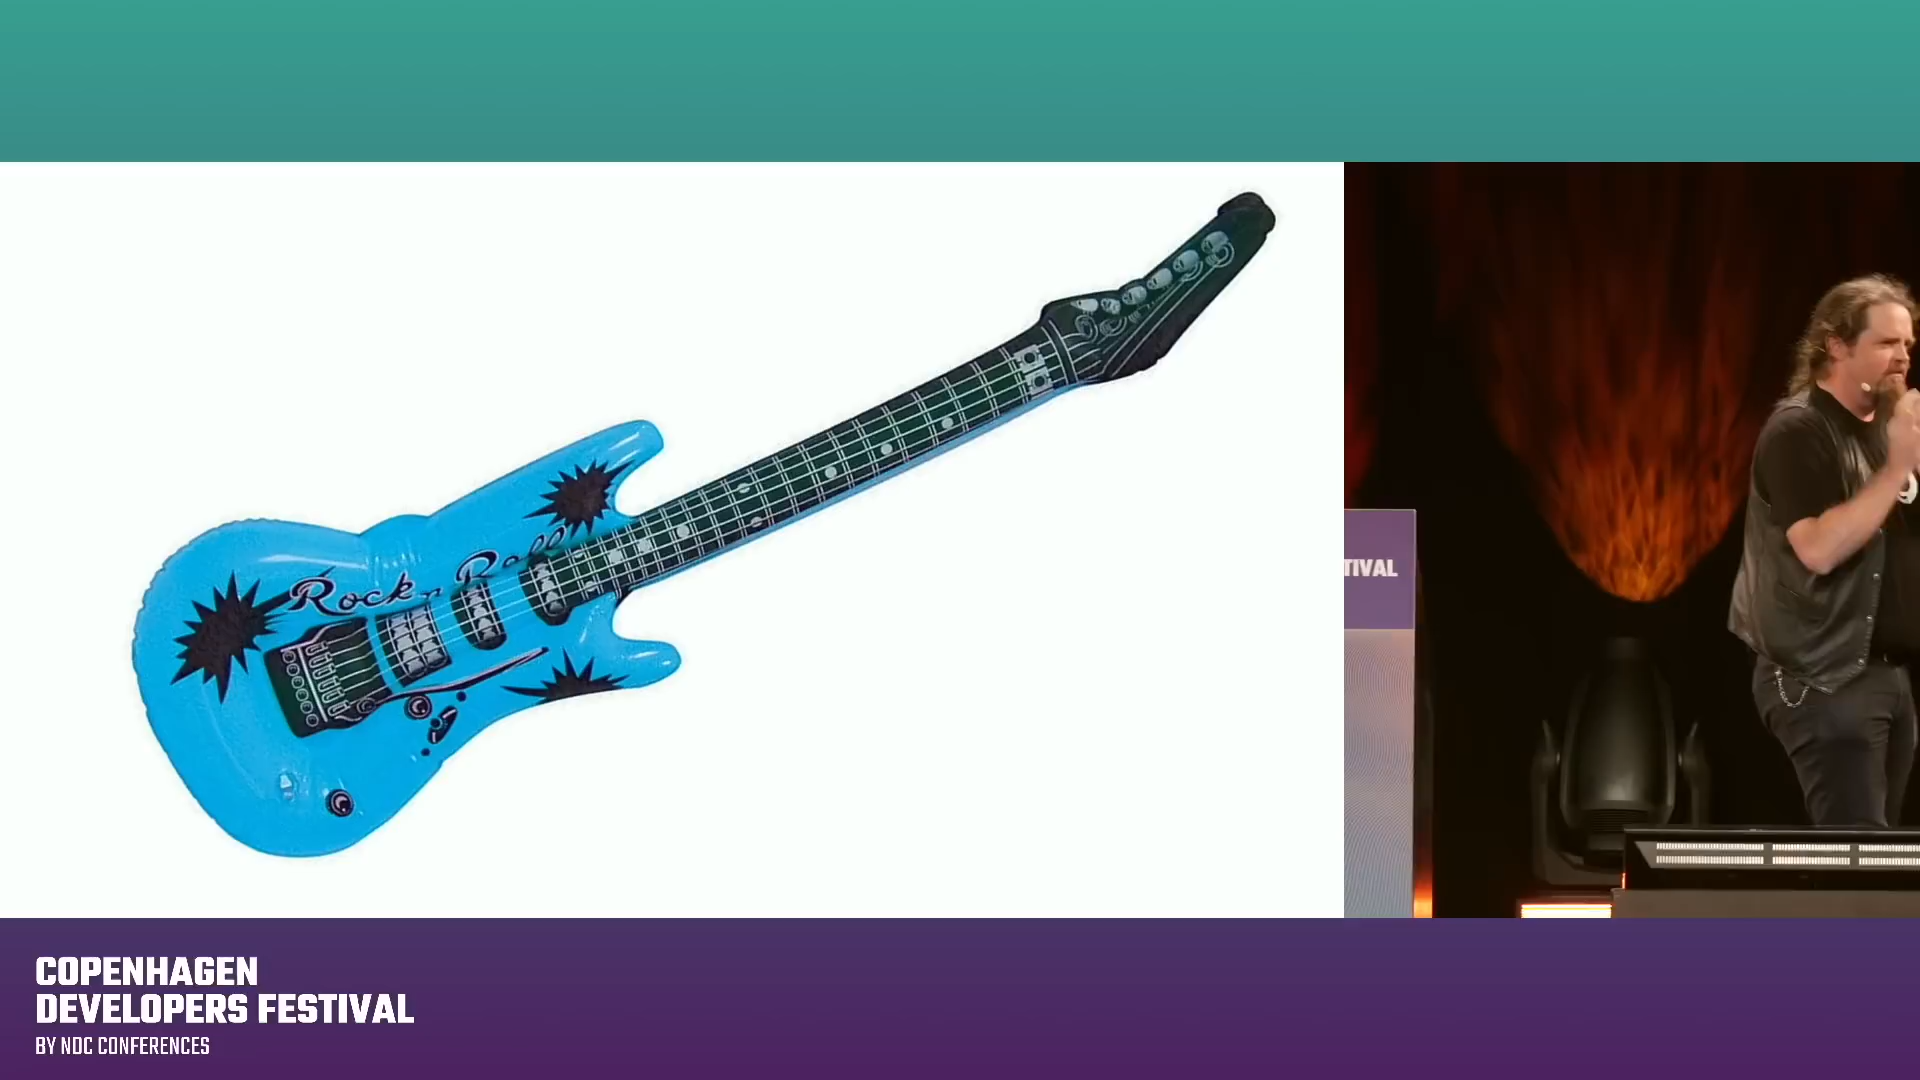 Rock n Roll
TIVAL
COPENHAGEN
DEVELOPERS FESTIVAL
BY NDC CONFERENCES